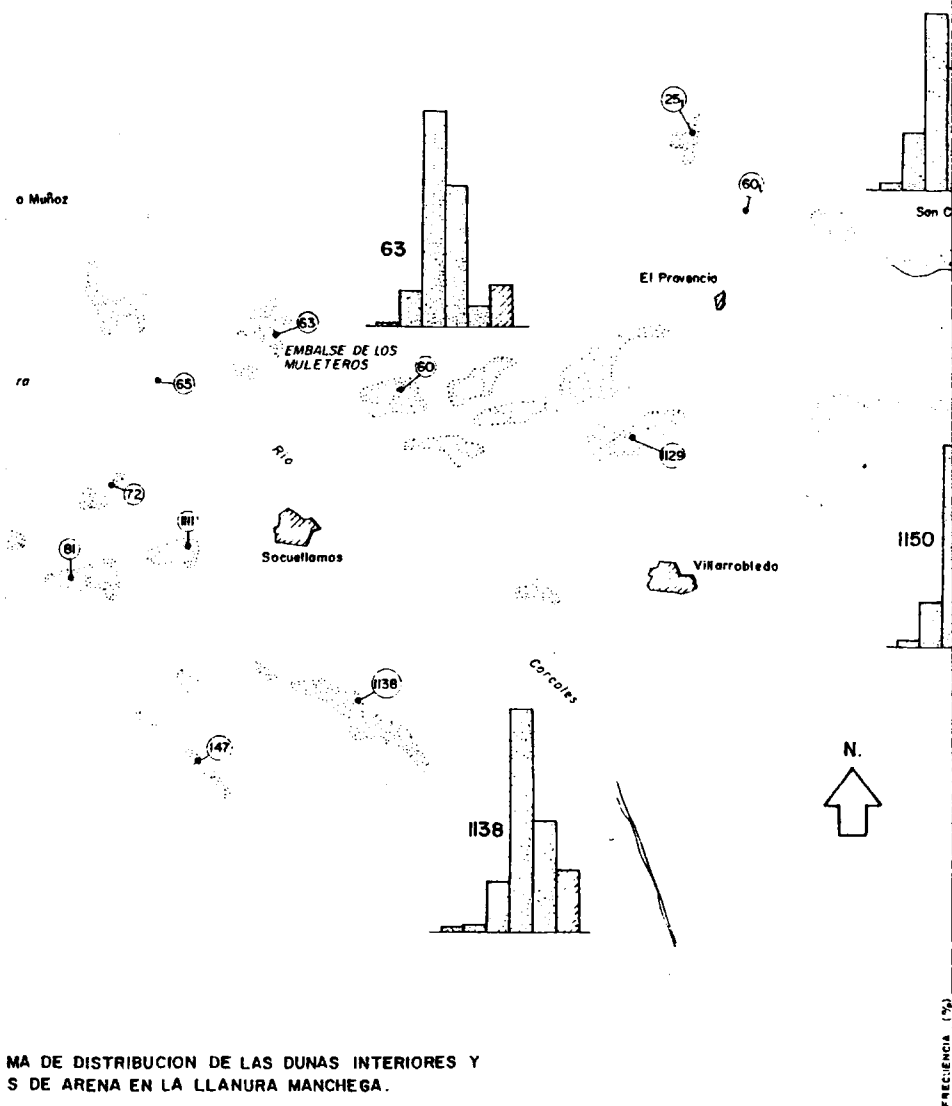 25
o Muñoz
60
San C
63
El Provencio
63
EMBALSE DE LOS
MULETEROS
60
ra
65
Rio
1129
72
1111
1150
81
Socuellamos
Villarrobledo
Corcoles
1138
147
N.
1138
FRECUENCIA (%)
MA DE DISTRIBUCION DE LAS DUNAS INTERIORES Y
S DE ARENA EN LA LLANURA MANCHEGA.